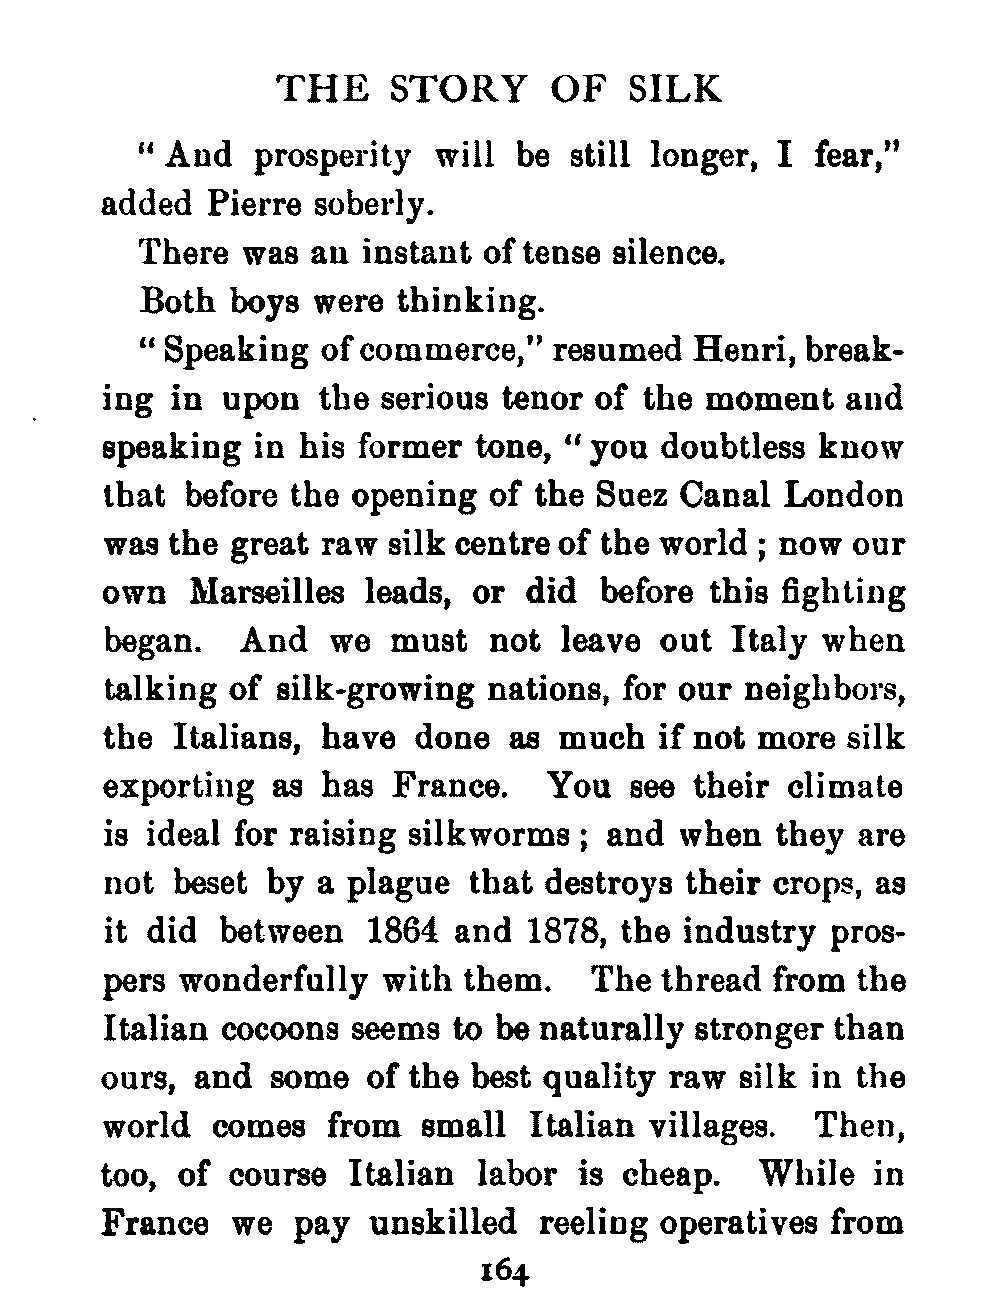 THE STORY OF SILK
“ And prosperity will be still longer, I fear,”
added Pierre soberly.
There was an instant of tense silence.
Both boys were thinking.
“ Speaking of commerce,” resumed Henri, break-
ing in upon the serious tenor of the moment and
speaking in his former tone, “ you doubtless know
that before the opening of the Suez Canal London
was the great raw silk centre of the world ; now our
own Marseilles leads, or did before this fighting
began. And we must not leave out Italy when
talking of silk-growing nations, for our neighbors,
the Italians, have done as much if not more silk
exporting as has France. You see their climate
is ideal for raising silkworms ; and when they are
not beset by a plague that destroys their crops, as
it did between 1864 and 1878, the industry pros-
pers wonderfully with them. The thread from the
Italian cocoons seems to be naturally stronger than
ours, and some of the best quality raw silk in the
world comes from small Italian villages. Then,
too, of course Italian labor is cheap. While in
France we pay unskilled reeling operatives from
164